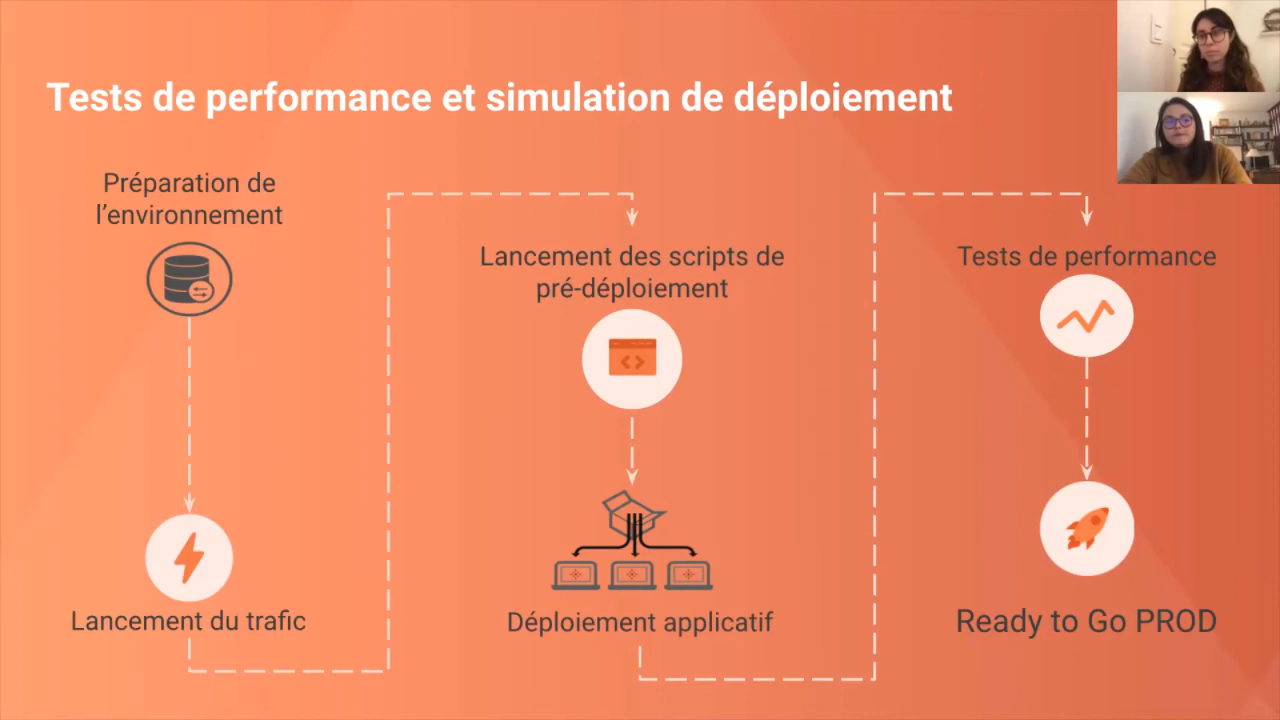 Tests de performance et simulation de déploiement
Préparation de
l’environnement
Lancement du trafic
Lancement des scripts de
pré-déploiement
Déploiement applicatif
Tests de performance
Ready to Go PROD